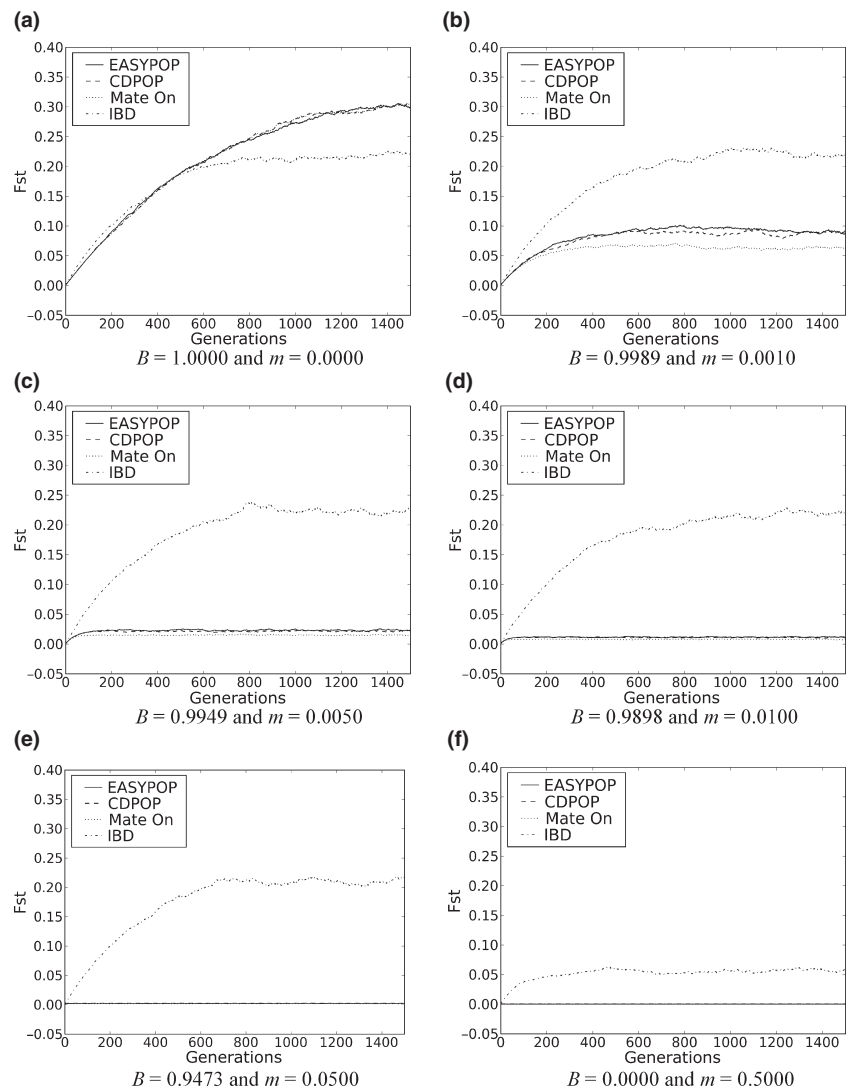 (a)
0.40
0.35
0.30
0.25
0.20
0.15
0.10
0.05
0.00
−0.05
Fst
EASYPOP
CDPOP
Mate On
IBD
0 200 400 600 800 1000 1200 1400
Generations
B = 1.0000 and m = 0.0000
(b)
0.40
0.35
0.30
0.25
0.20
0.15
0.10
0.05
0.00
−0.05
Fst
EASYPOP
CDPOP
Mate On
IBD
0 200 400 600 800 1000 1200 1400
Generations
B = 0.9989 and m = 0.0010
(c)
0.40
0.35
0.30
0.25
0.20
0.15
0.10
0.05
0.00
−0.05
Fst
EASYPOP
CDPOP
Mate On
IBD
0 200 400 600 800 1000 1200 1400
Generations
B = 0.9949 and m = 0.0050
(d)
0.40
0.35
0.30
0.25
0.20
0.15
0.10
0.05
0.00
−0.05
Fst
EASYPOP
CDPOP
Mate On
IBD
0 200 400 600 800 1000 1200 1400
Generations
B = 0.9898 and m = 0.0100
(e)
0.40
0.35
0.30
0.25
0.20
0.15
0.10
0.05
0.00
−0.05
Fst
EASYPOP
CDPOP
Mate On
IBD
0 200 400 600 800 1000 1200 1400
Generations
B = 0.9473 and m = 0.0500
(f)
0.40
0.35
0.30
0.25
0.20
0.15
0.10
0.05
0.00
−0.05
Fst
EASYPOP
CDPOP
Mate On
IBD
0 200 400 600 800 1000 1200 1400
Generations
B = 0.0000 and m = 0.5000